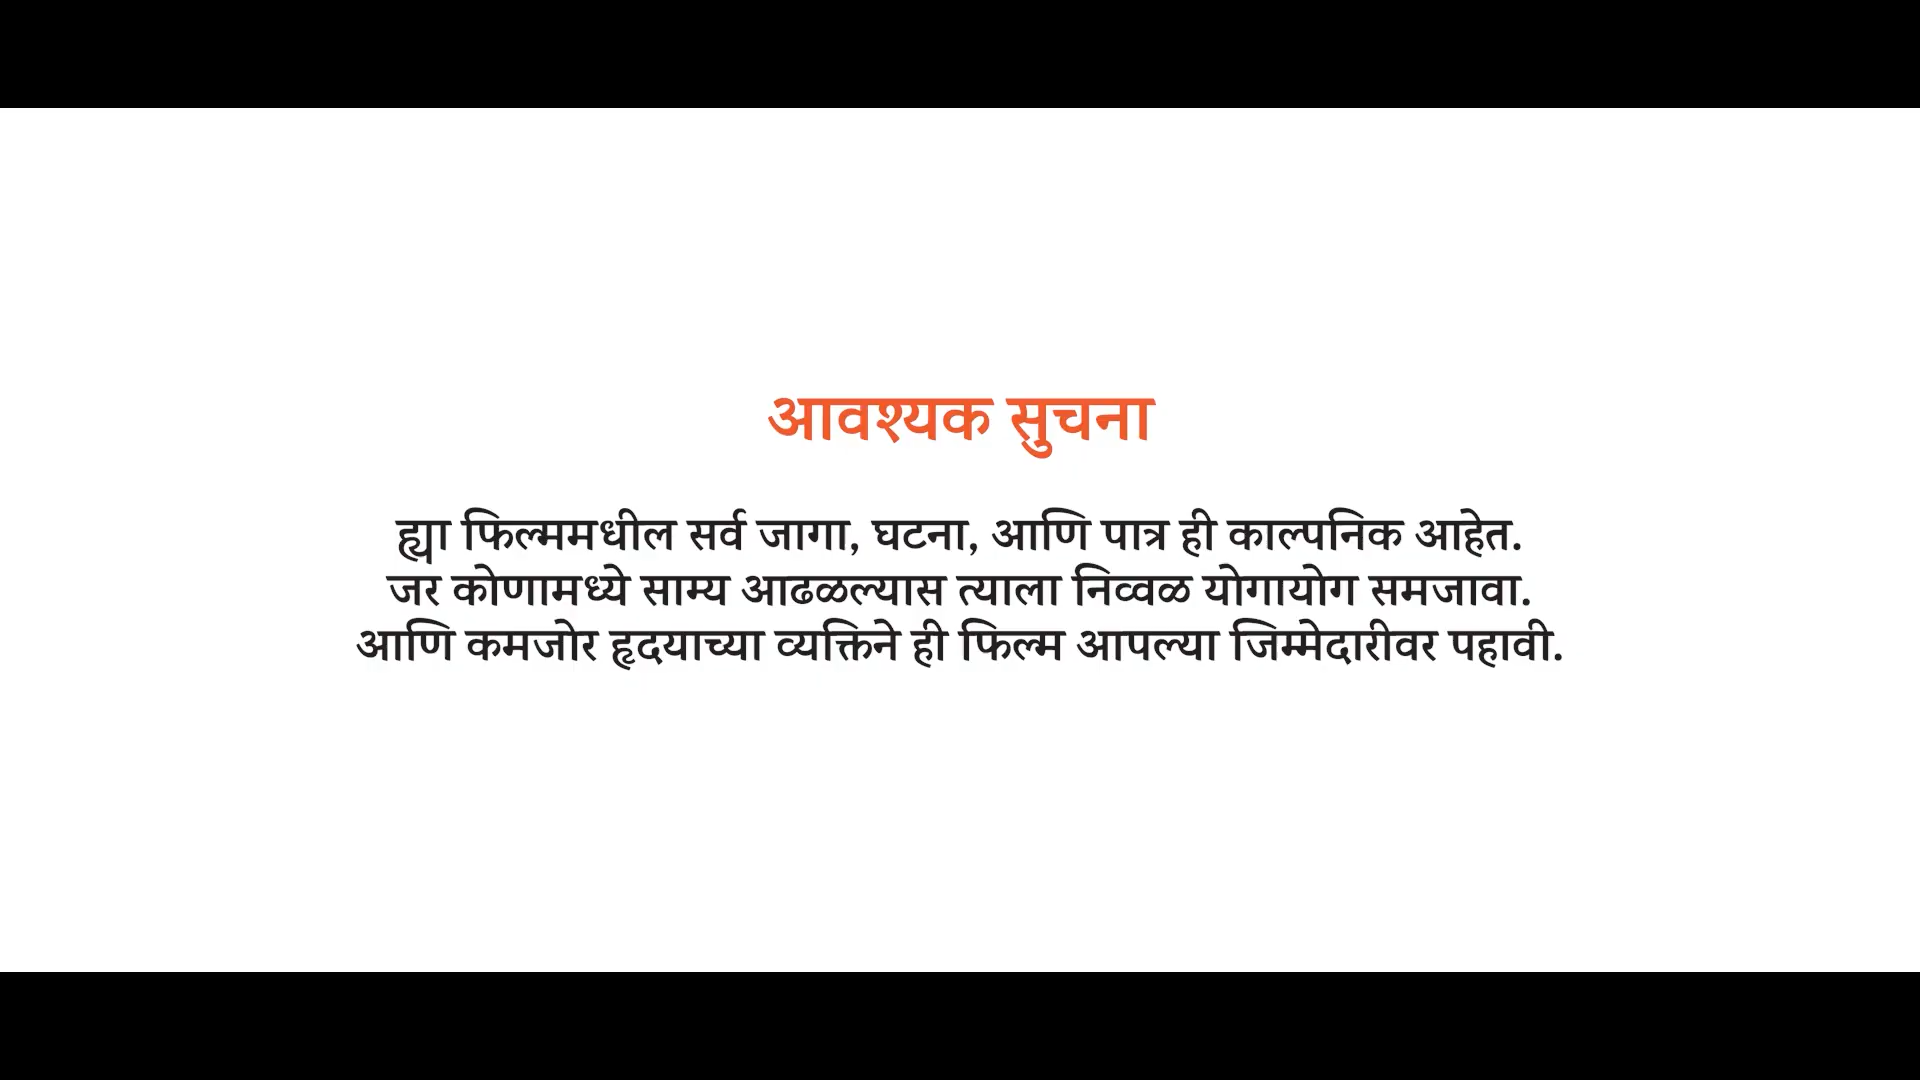 आवश्यक सुचना
ह्या फिल्ममधील सर्व जागा, घटना, आणि पात्र ही काल्पनिक आहेत.
जर कोणामध्ये साम्य आढळल्यास त्याला निव्वळ योगायोग समजावा.
आणि कमजोर हृदयाच्या व्यक्तिने ही फिल्म आपल्या जिम्मेदारीवर पहावी.